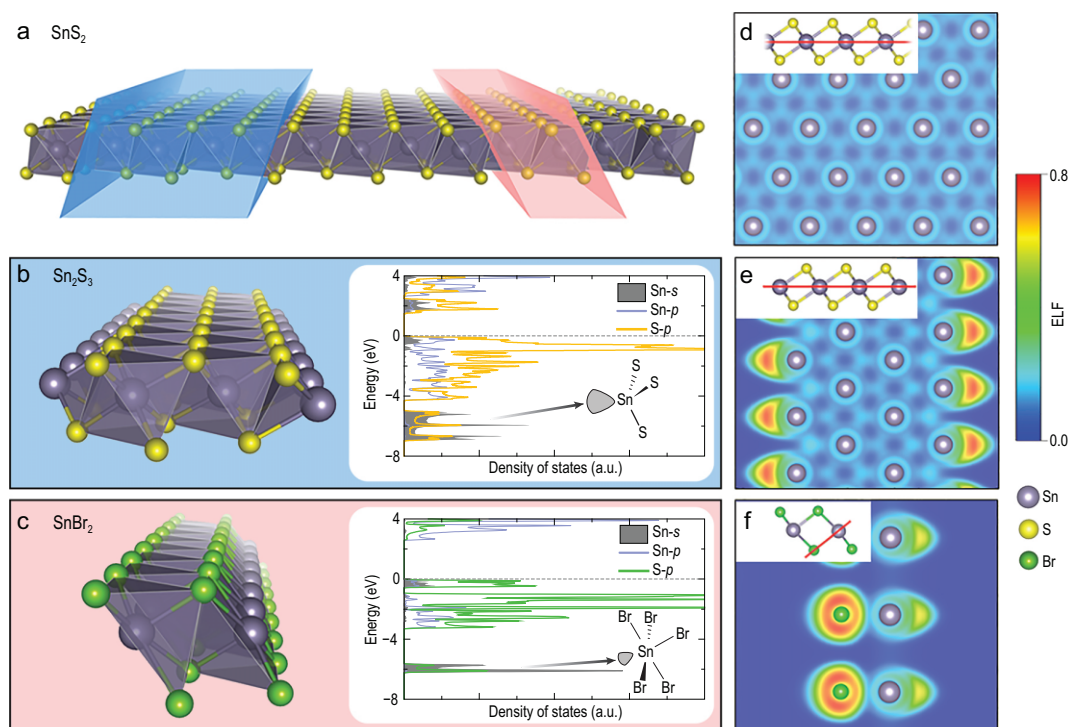 a SnS₂
b Sn₂S₃
4
0
−4
−8
Energy (eV)
Density of states (a.u.)
Sn-s
Sn-p
S-p
S
S
Sn
S
c SnBr₂
4
0
−4
−8
Energy (eV)
Density of states (a.u.)
Sn-s
Sn-p
S-p
Br
Br
Br
Sn
Br
Br
d
e
f
0.8
ELF
0.0
Sn
S
Br